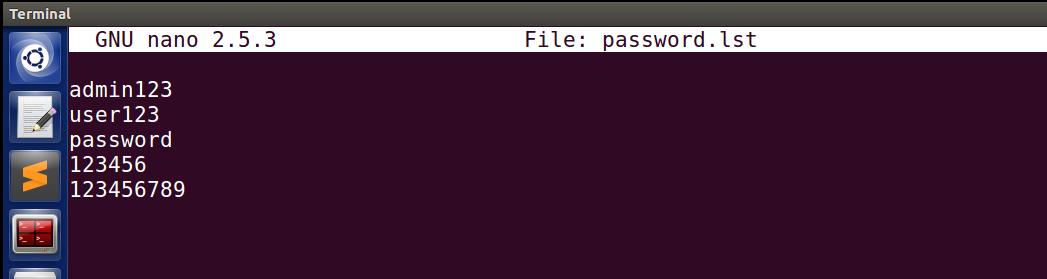 Terminal
GNU nano 2.5.3 File: password.lst
admin123
user123
password
123456
123456789